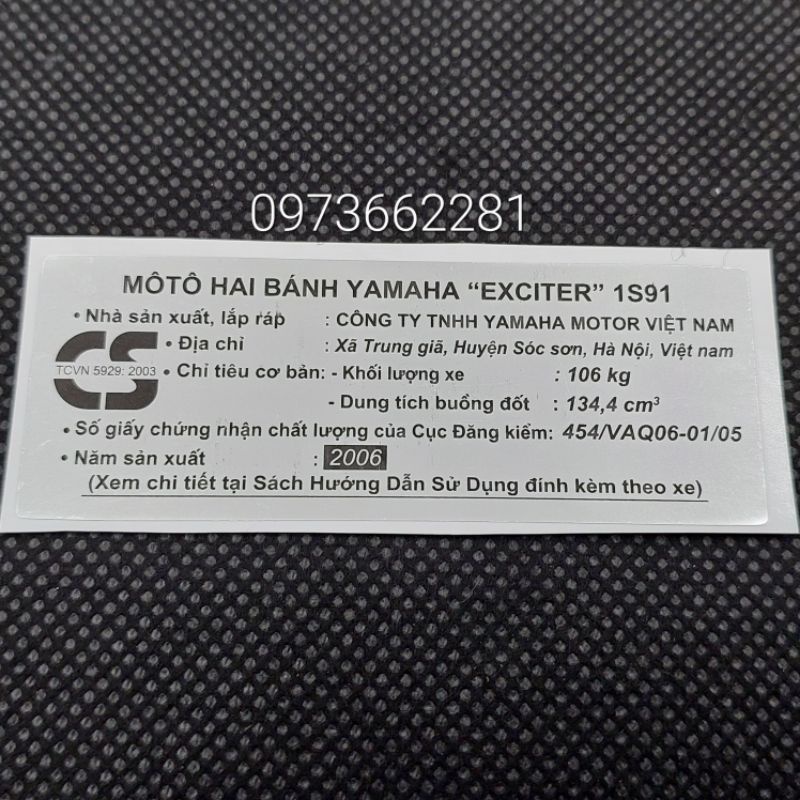 0973662281
MÔTÔ HAI BÁNH YAMAHA “EXCITER” 1S91
• Nhà sản xuất, lắp ráp : CÔNG TY TNHH YAMAHA MOTOR VIỆT NAM
• Địa chỉ : Xã Trung giã, Huyện Sóc sơn, Hà Nội, Việt nam
CS
TCVN 5929: 2003
• Chỉ tiêu cơ bản: - Khối lượng xe : 106 kg
- Dung tích buồng đốt : 134,4 cm³
• Số giấy chứng nhận chất lượng của Cục Đăng kiểm: 454/VAQ06-01/05
• Năm sản xuất : 2006
(Xem chi tiết tại Sách Hướng Dẫn Sử Dụng đính kèm theo xe)